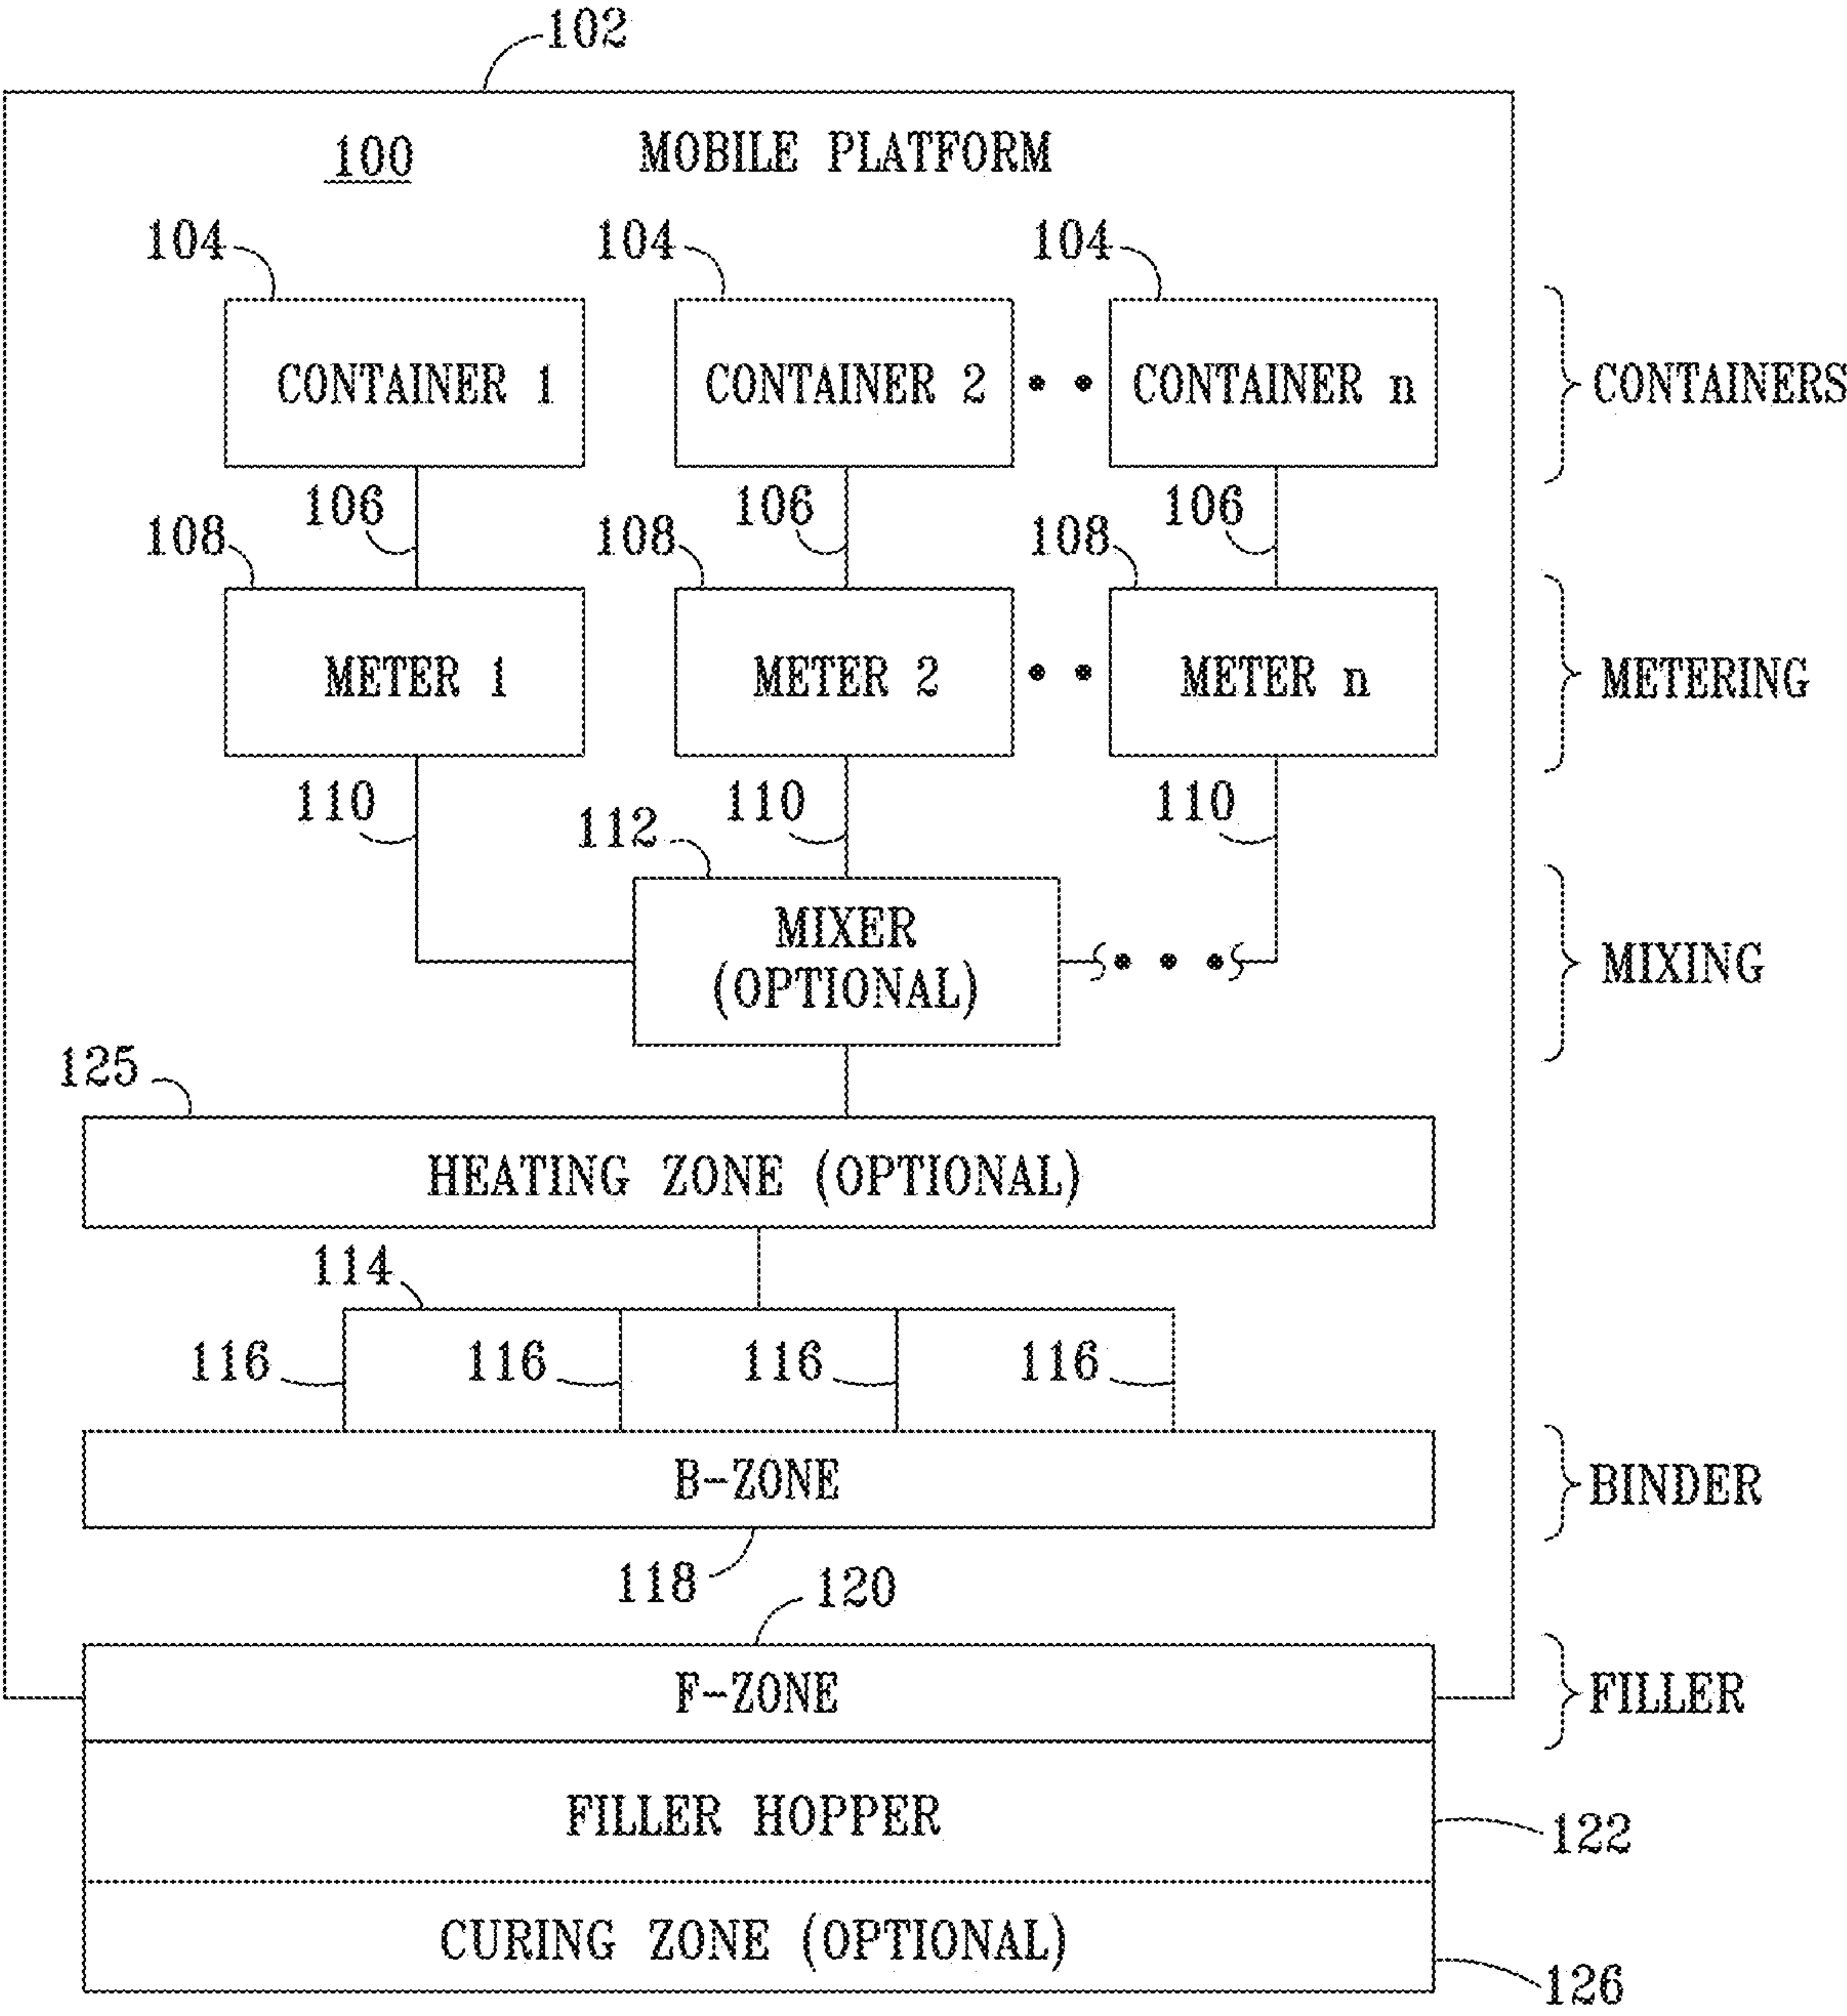 102
100 MOBILE PLATFORM
104 104 104
CONTAINER 1 CONTAINER 2 CONTAINER n CONTAINERS
106 106 106
108 108 108
METER 1 METER 2 METER n METERING
110 110 110
112
MIXER
(OPTIONAL) MIXING
125
HEATING ZONE (OPTIONAL)
114
116 116 116 116
B-ZONE BINDER
118
120
F-ZONE FILLER
FILLER HOPPER
122
CURING ZONE (OPTIONAL)
126